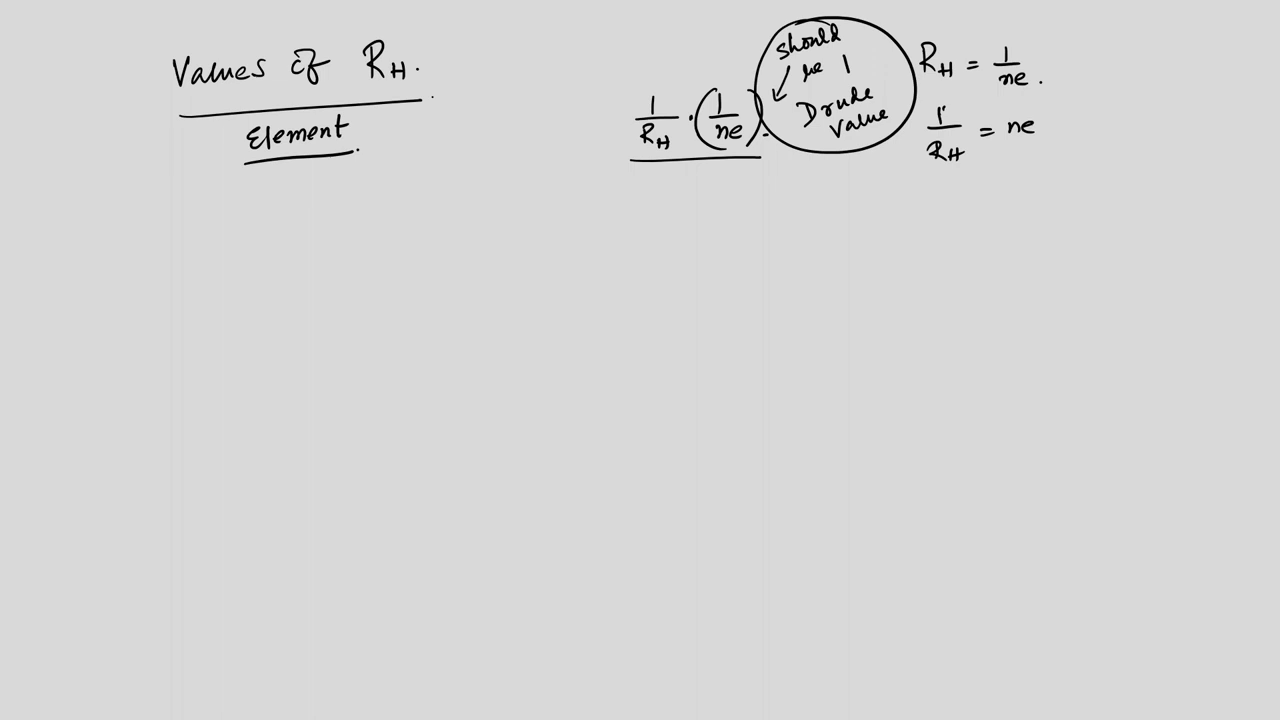 Values of R_H.
Element.
1/R_H · (1/ne).
should
be 1
Drude
Value
R_H = 1/ne.
1/R_H = ne